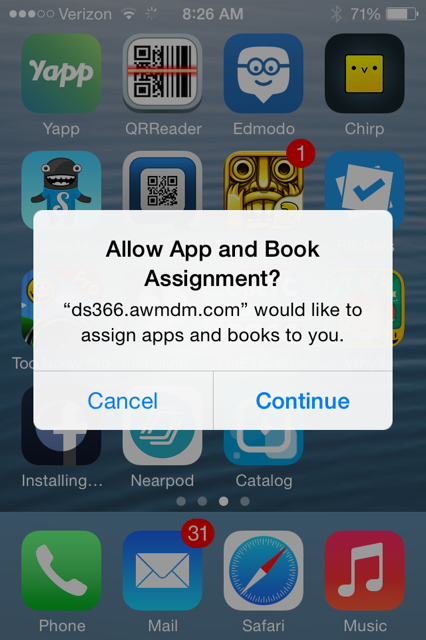 Verizon 8:26 AM 71%
Yapp
Yapp QRReader Edmodo Chirp
1
S
Allow App and Book
Assignment?
“ds366.awmdm.com” would like to
assign apps and books to you.
Cancel Continue
Installing... Nearpod Catalog
31
Phone Mail Safari Music